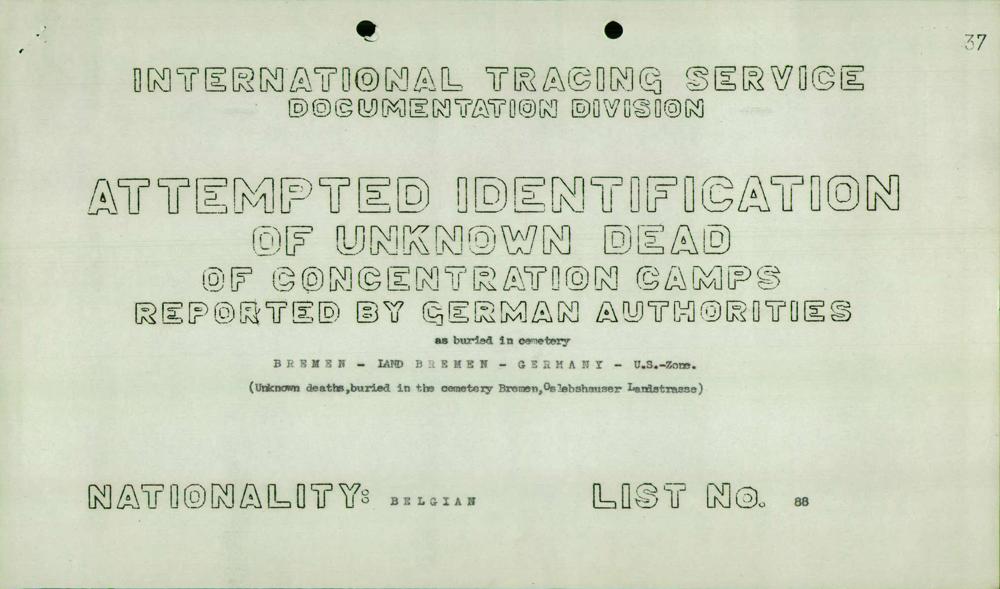 37
INTERNATIONAL TRACING SERVICE
DOCUMENTATION DIVISION
ATTEMPTED IDENTIFICATION
OF UNKNOWN DEAD
OF CONCENTRATION CAMPS
REPORTED BY GERMAN AUTHORITIES
as buried in cemetery
BREMEN - LAND BREMEN - GERMANY - U.S.-Zone.
(Unknown deaths,buried in the cemetery Bremen,Oslebshauser Landstrasse)
NATIONALITY: BELGIAN LIST No. 88